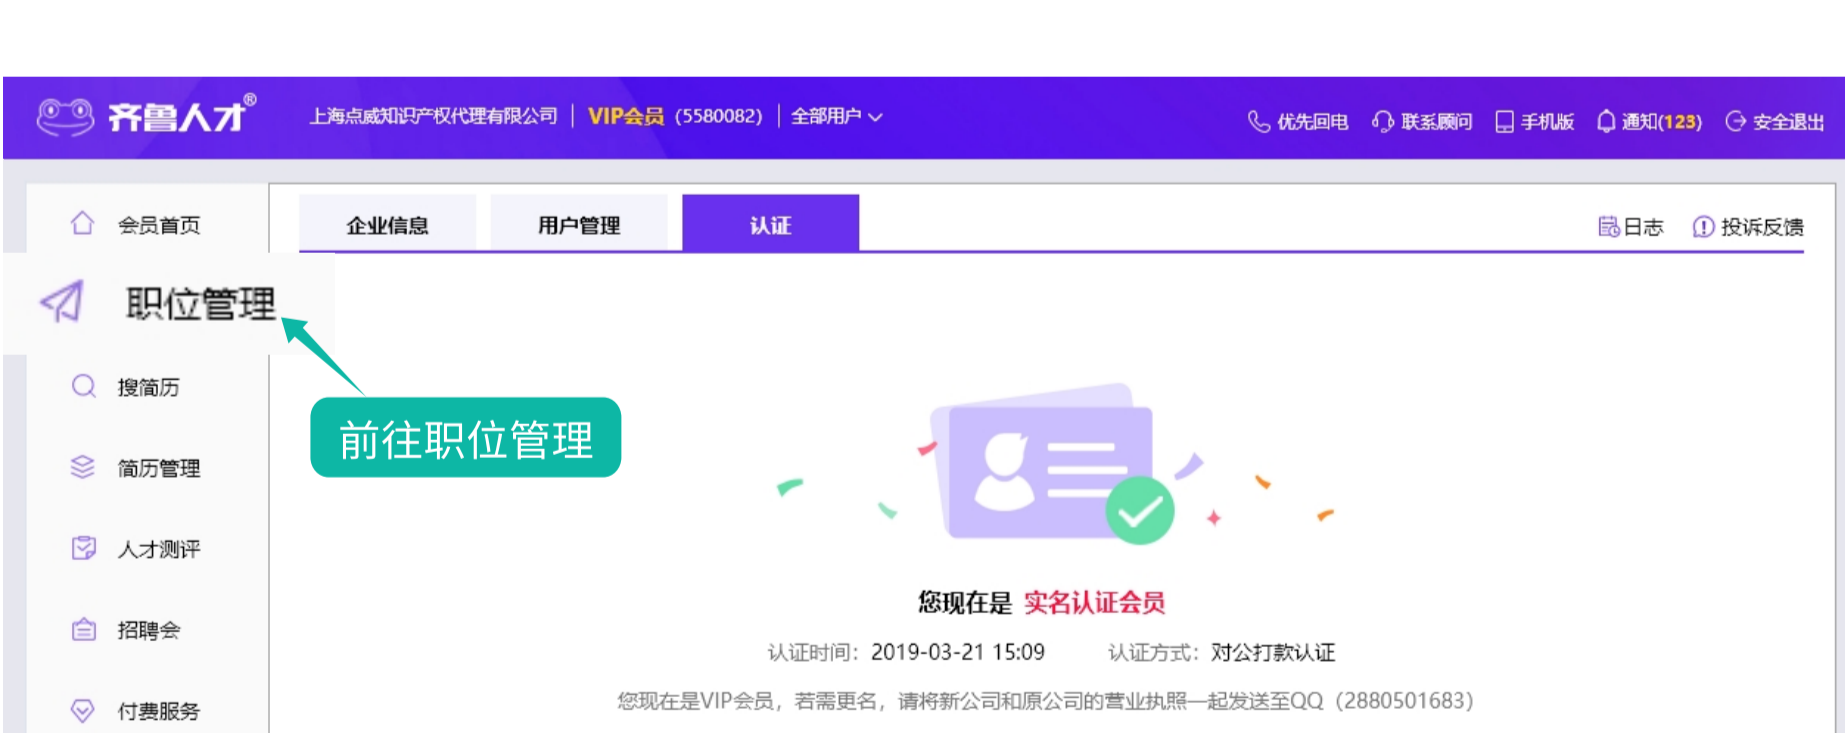 齐鲁人才®
上海点威知识产权代理有限公司 | VIP会员 (5580082) | 全部用户
优先回电 联系顾问 手机版 通知(123) 安全退出
会员首页
企业信息 用户管理 认证
日志 投诉反馈
职位管理
搜简历
前往职位管理
简历管理
人才测评
您现在是 实名认证会员
招聘会
认证时间：2019-03-21 15:09 认证方式：对公打款认证
您现在是VIP会员，若需更名，请将新公司和原公司的营业执照一起发送至QQ（2880501683）
付费服务